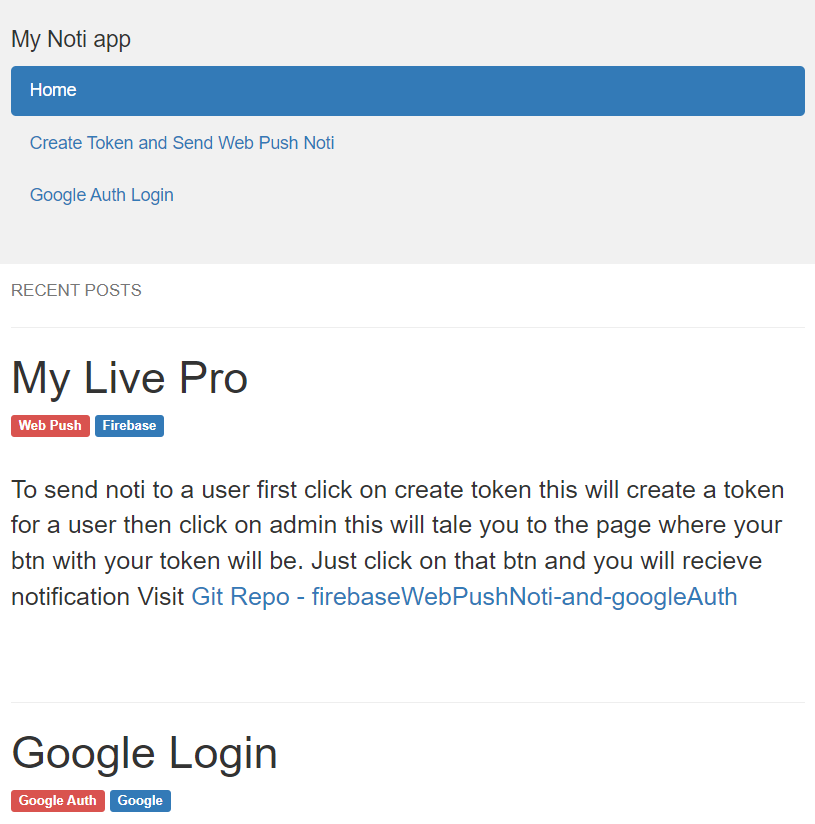 My Noti app
Home
Create Token and Send Web Push Noti
Google Auth Login
RECENT POSTS
My Live Pro
Web Push Firebase
To send noti to a user first click on create token this will create a token
for a user then click on admin this will tale you to the page where your
btn with your token will be. Just click on that btn and you will recieve
notification Visit Git Repo - firebaseWebPushNoti-and-googleAuth
Google Login
Google Auth Google